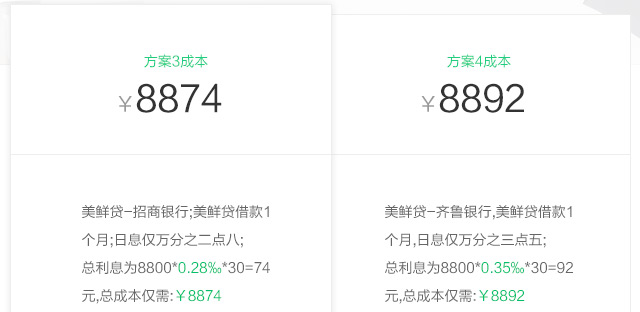 方案3成本
￥8874
美鲜贷-招商银行;美鲜贷借款1
个月;日息仅万分之二点八;
总利息为8800*0.28‰*30=74
元,总成本仅需:￥8874
方案4成本
￥8892
美鲜贷-齐鲁银行,美鲜贷借款1
个月,日息仅万分之三点五;
总利息为8800*0.35‰*30=92
元,总成本仅需:￥8892